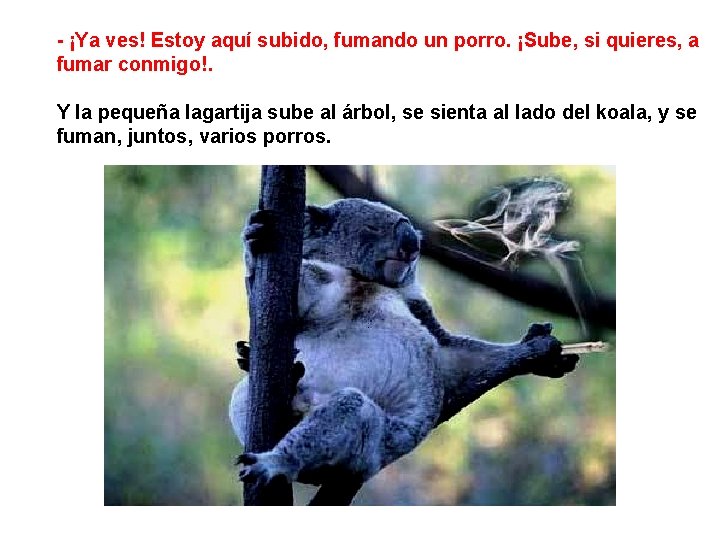 - ¡Ya ves! Estoy aquí subido, fumando un porro. ¡Sube, si quieres, a
fumar conmigo!.
Y la pequeña lagartija sube al árbol, se sienta al lado del koala, y se
fuman, juntos, varios porros.